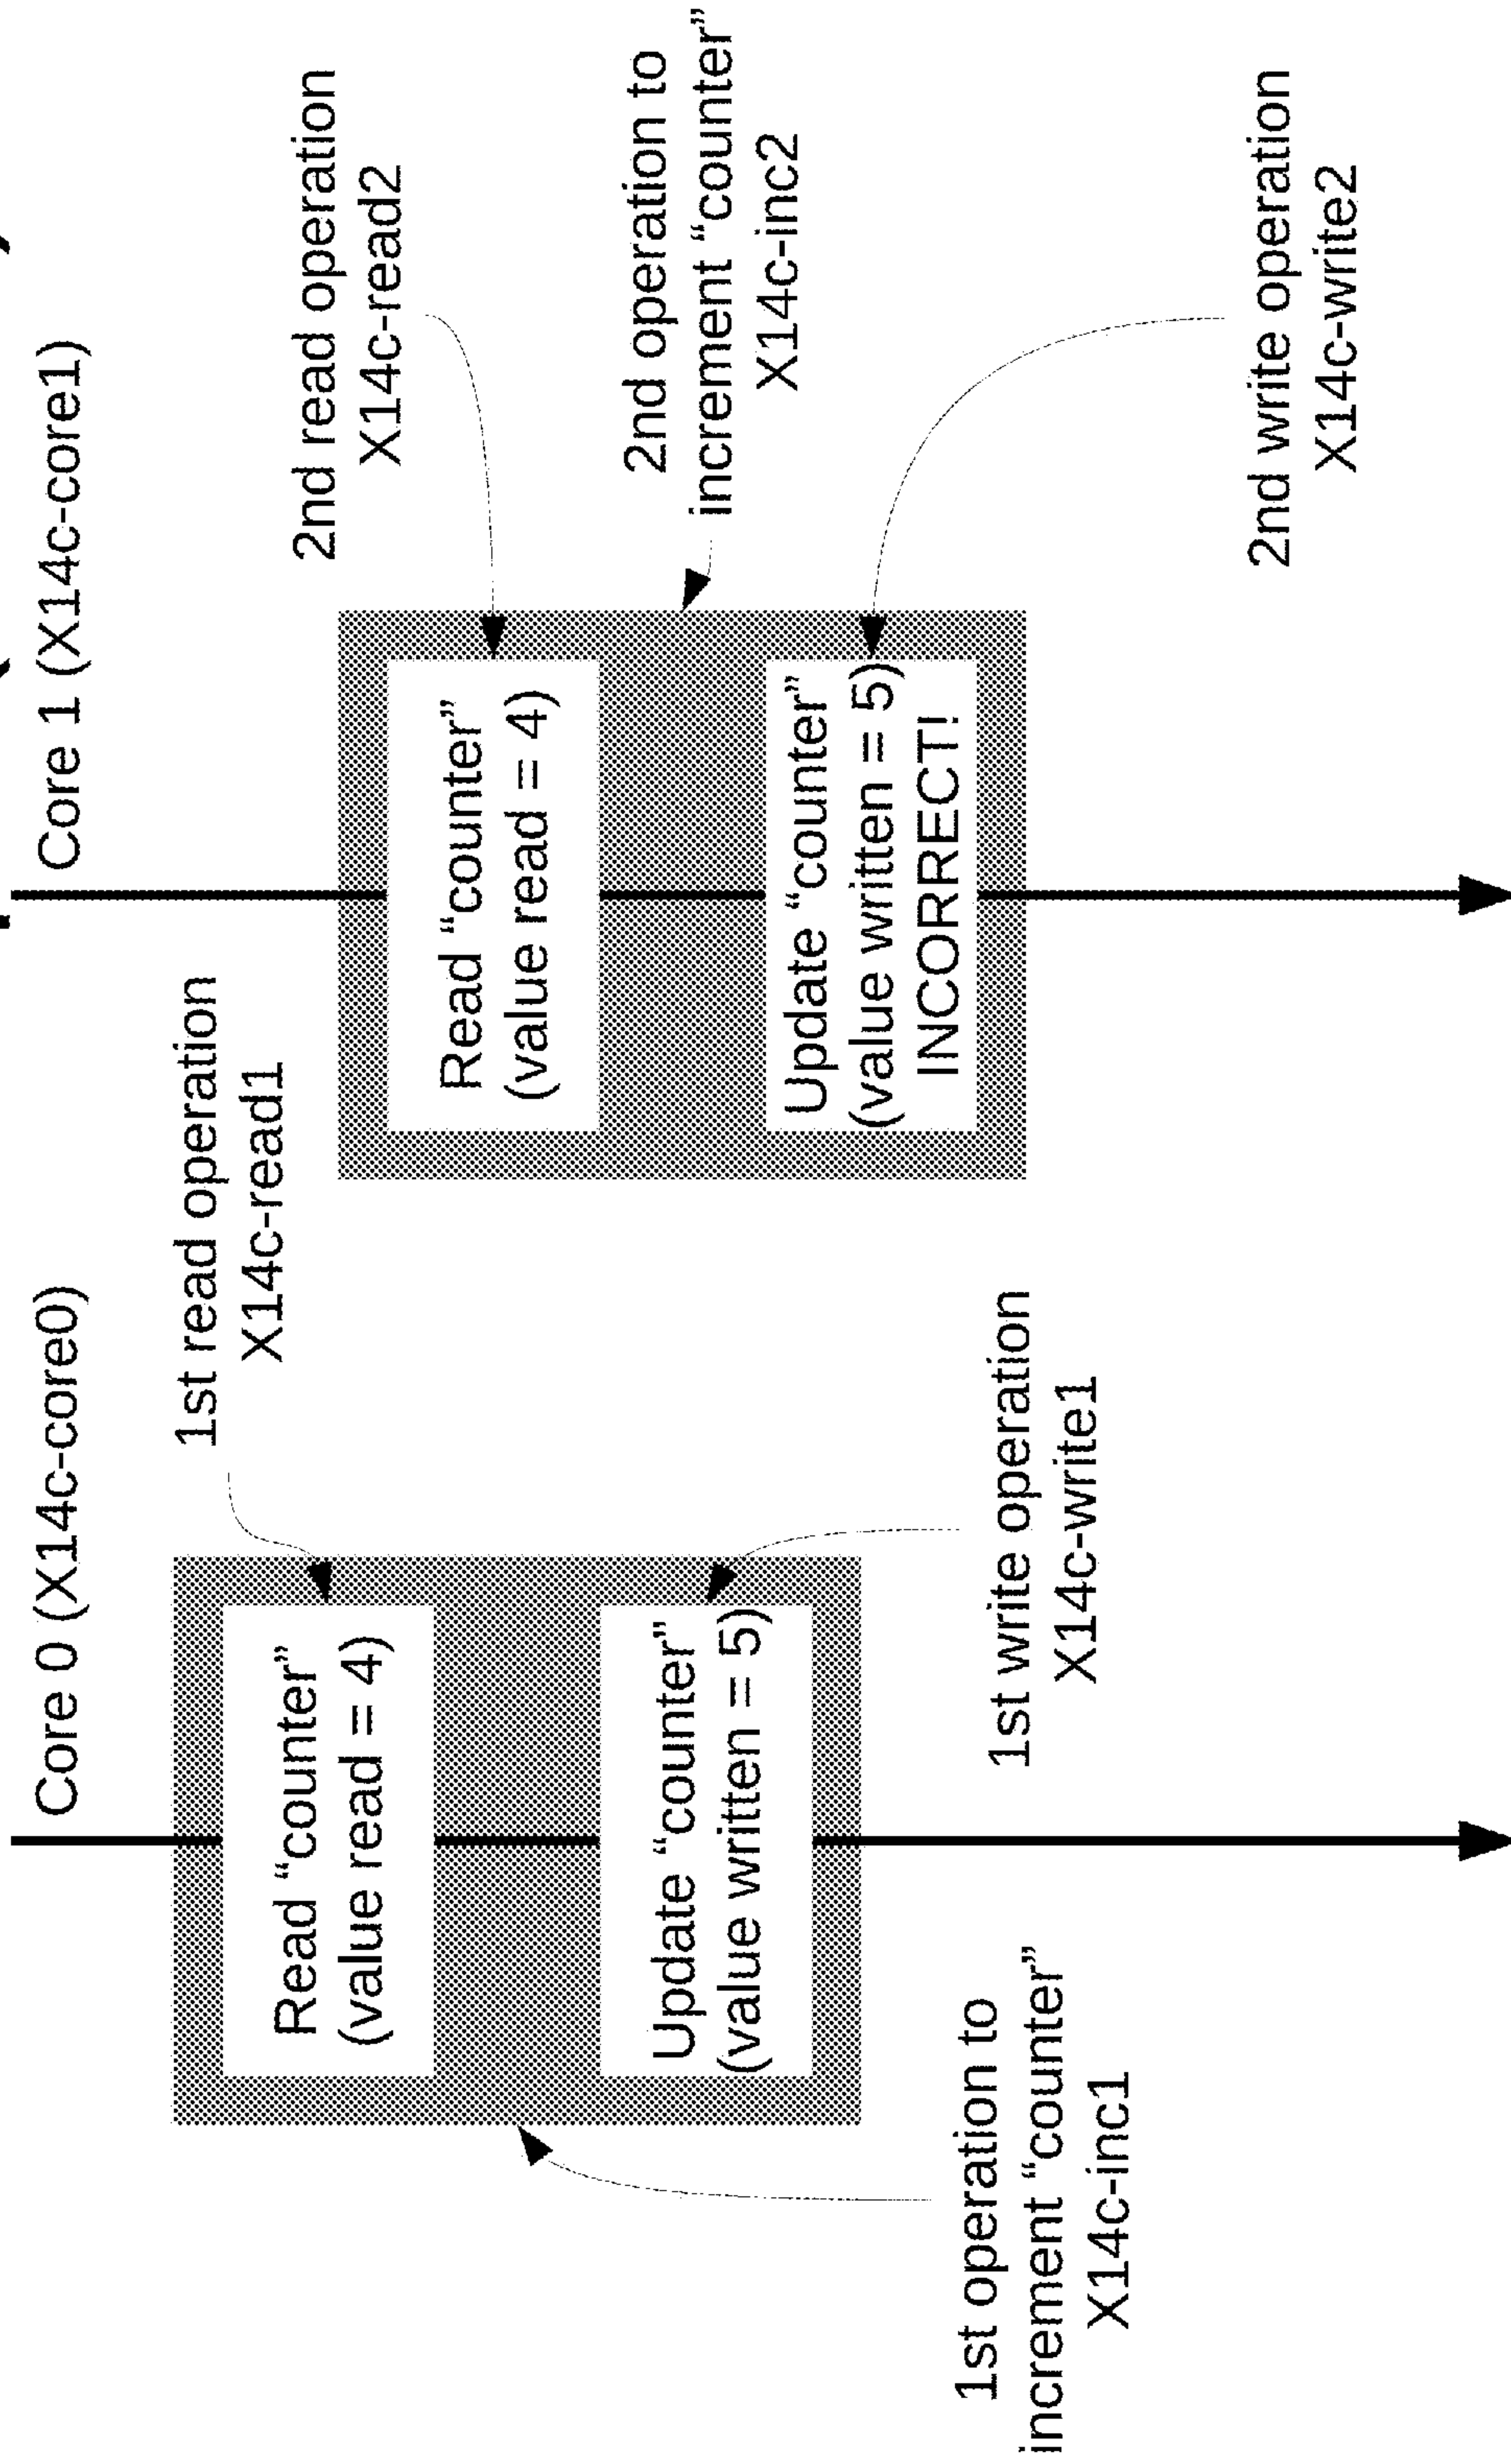 Core 0 (X14c-core0)
1st read operation
X14c-read1
Read “counter”
(value read = 4)
Update “counter”
(value written = 5)
1st operation to
increment “counter”
X14c-inc1
1st write operation
X14c-write1
Core 1 (X14c-core1)
2nd read operation
X14c-read2
Read “counter”
(value read = 4)
2nd operation to
increment “counter”
X14c-inc2
Update “counter”
(value written = 5)
INCORRECT!
2nd write operation
X14c-write2